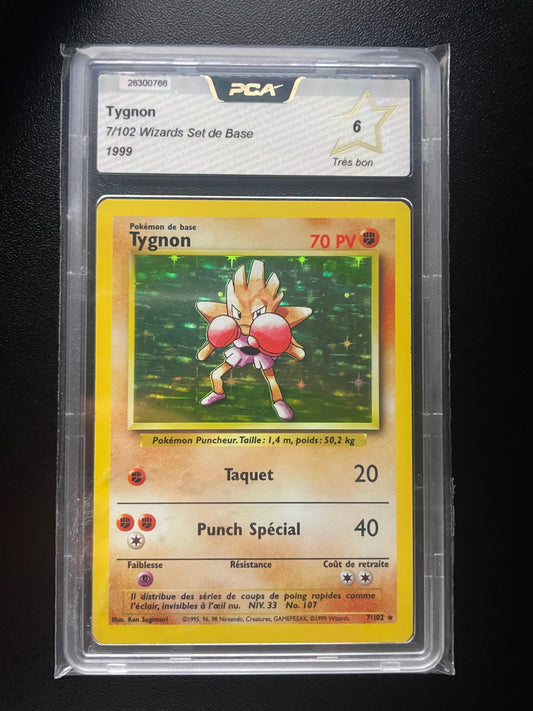 26300766
PCA
Tygnon
7/102 Wizards Set de Base
1999
6
Très bon
Pokémon de base
Tygnon
70 PV
Pokémon Puncheur. Taille : 1,4 m, poids : 50,2 kg
Taquet 20
Punch Spécial 40
Faiblesse Résistance Coût de retraite
Il distribue des séries de coups de poing rapides comme
l'éclair, invisibles à l'œil nu. NIV. 33 No. 107
Illus. Ken Sugimori ©1995, 96, 98 Nintendo, Creatures, GAMEFREAK. ©1999 Wizards. 7/102 ★